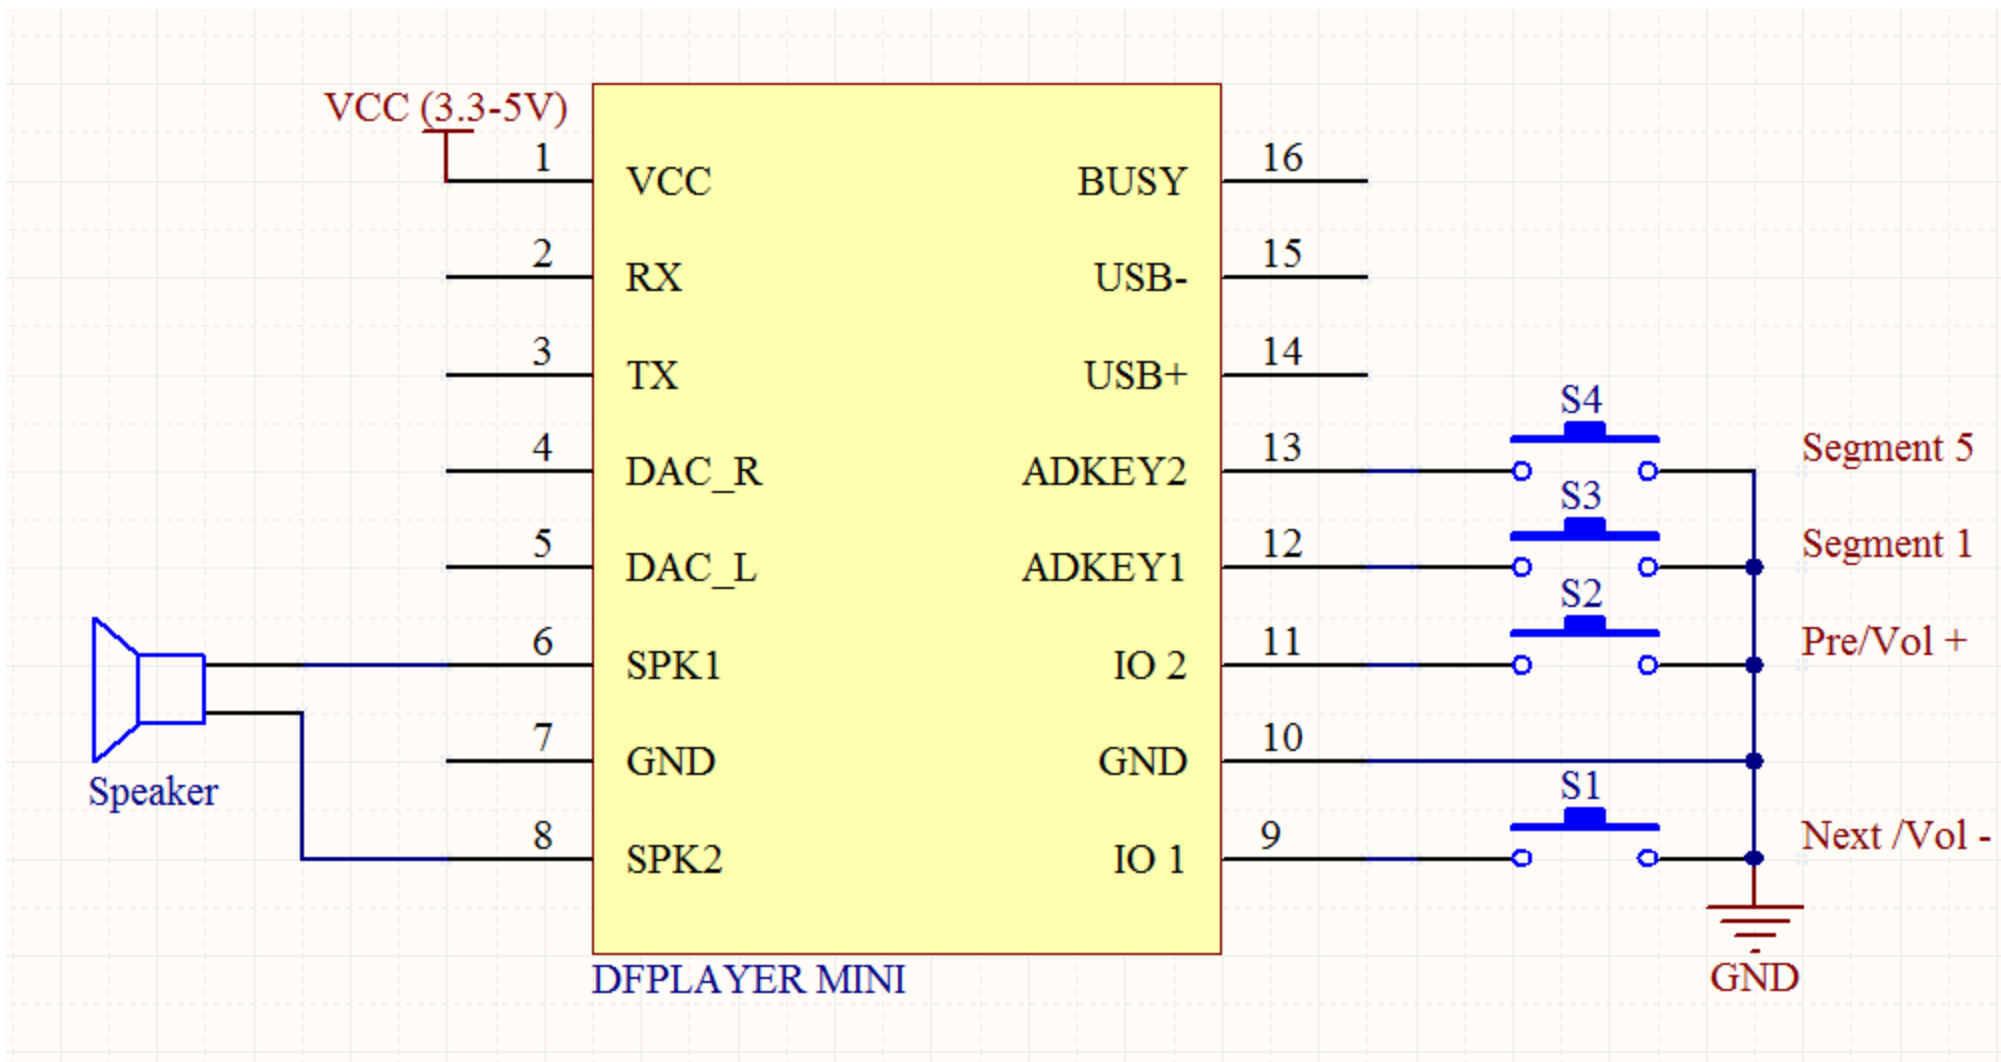 VCC (3.3-5V)
1 VCC BUSY 16
2 RX USB- 15
3 TX USB+ 14
S4
4 DAC_R ADKEY2 13 Segment 5
S3
5 DAC_L ADKEY1 12 Segment 1
S2
6 SPK1 IO 2 11 Pre/Vol +
7 GND GND 10
Speaker
S1
8 SPK2 IO 1 9 Next /Vol -
DFPLAYER MINI
GND